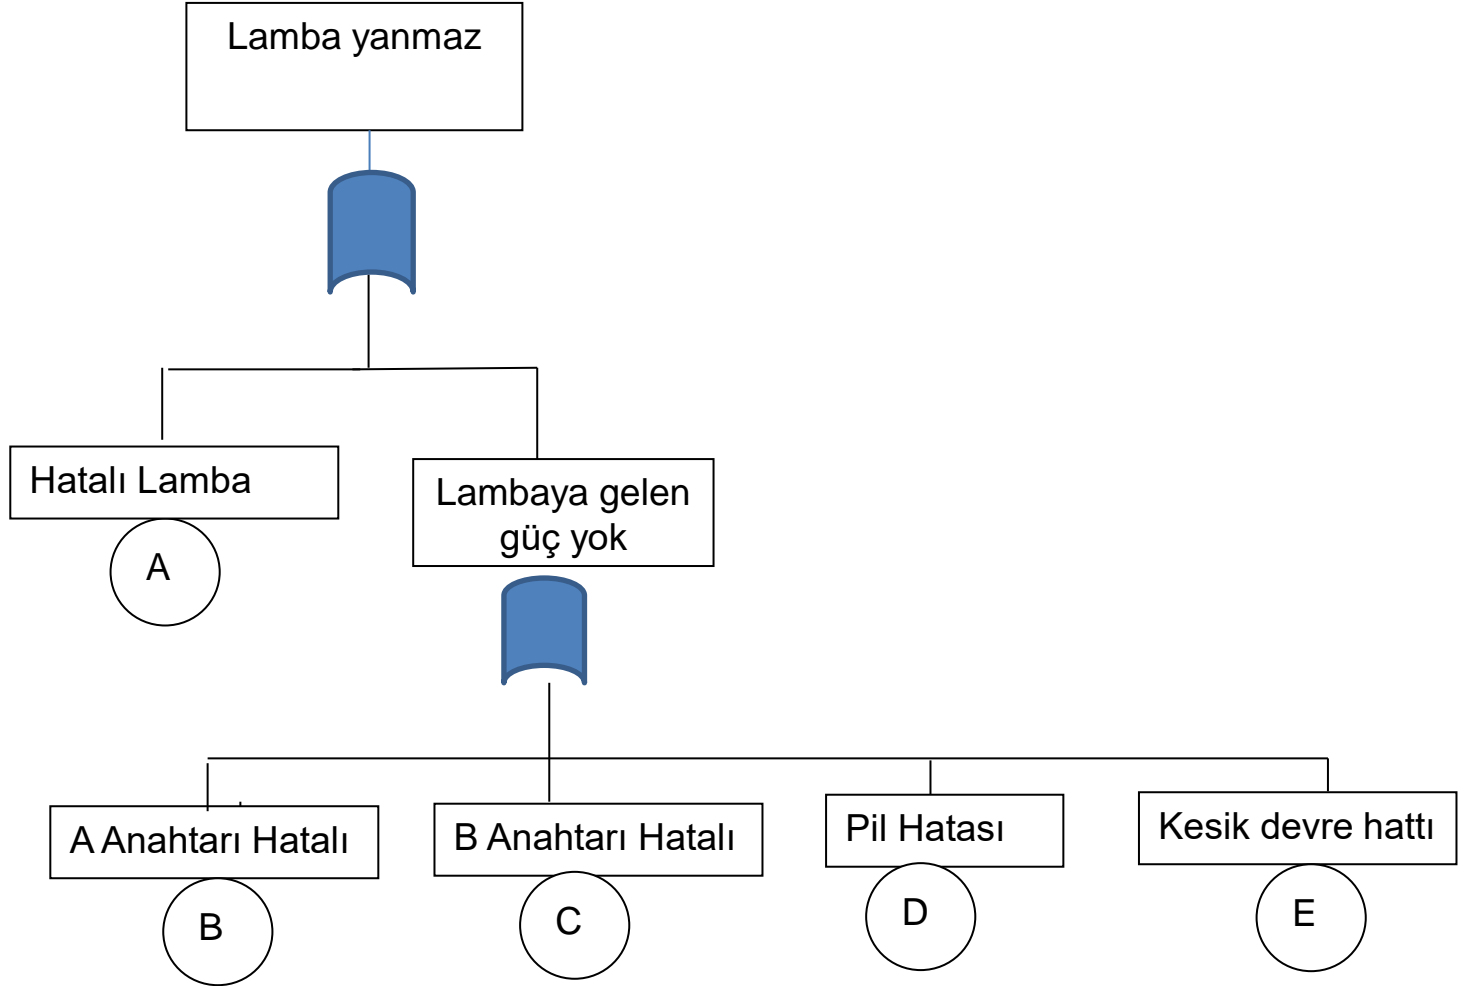 Lamba yanmaz
Hatalı Lamba
A
Lambaya gelen
güç yok
A Anahtarı Hatalı
B
B Anahtarı Hatalı
C
Pil Hatası
D
Kesik devre hattı
E